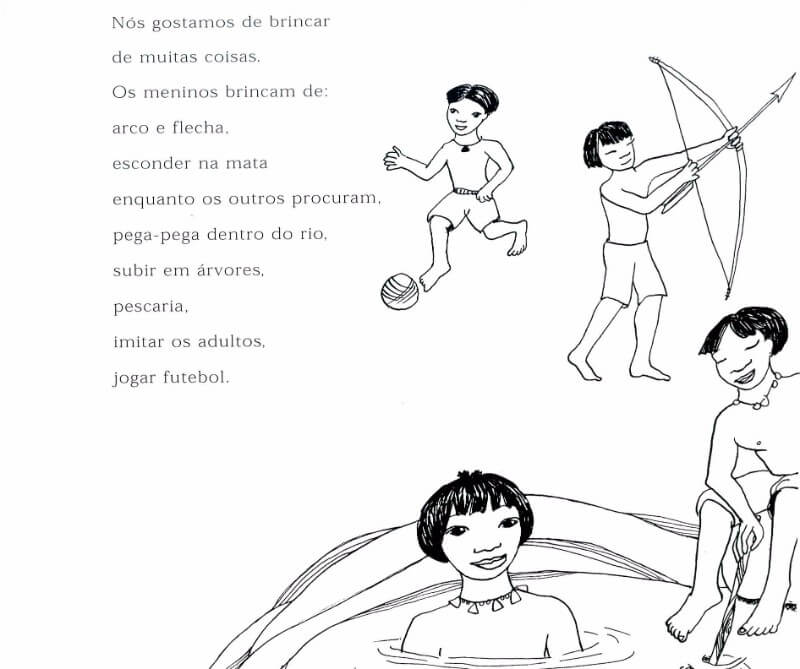 Nós gostamos de brincar
de muitas coisas.
Os meninos brincam de:
arco e flecha,
esconder na mata
enquanto os outros procuram,
pega-pega dentro do rio,
subir em árvores,
pescaria,
imitar os adultos,
jogar futebol.